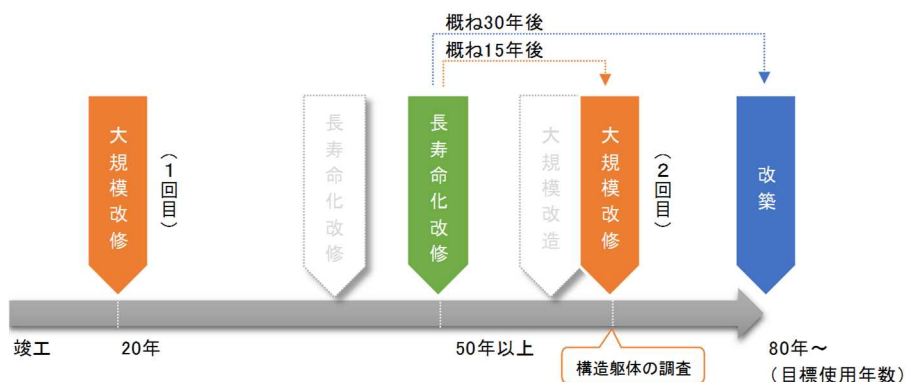 概ね30年後
概ね15年後
大規模改修
（1回目）
長寿命化改修
長寿命化改修
大規模改造
大規模改修
（2回目）
改築
竣工
20年
50年以上
構造躯体の調査
80年～
（目標使用年数）